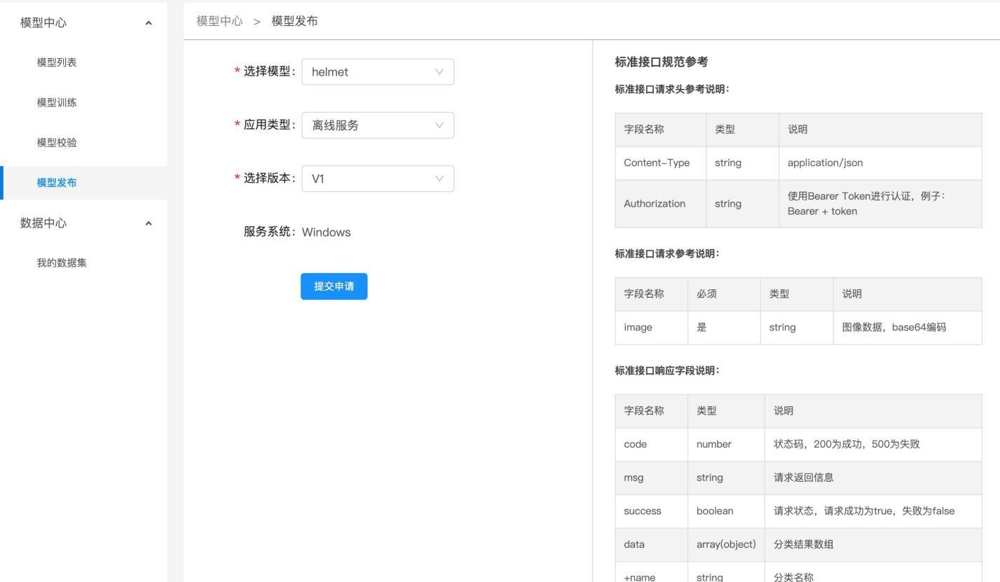 模型中心
模型列表
模型训练
模型校验
模型发布
数据中心
我的数据集
模型中心 > 模型发布
* 选择模型: helmet
* 应用类型: 离线服务
* 选择版本: V1
服务系统: Windows
提交申请
标准接口规范参考
标准接口请求头参考说明:
字段名称 类型 说明
Content-Type string application/json
Authorization string 使用Bearer Token进行认证，例子:
Bearer + token
标准接口请求参考说明:
字段名称 必须 类型 说明
image 是 string 图像数据，base64编码
标准接口响应字段说明:
字段名称 类型 说明
code number 状态码，200为成功，500为失败
msg string 请求返回信息
success boolean 请求状态，请求成功为true，失败为false
data array(object) 分类结果数组
+name string 分类名称